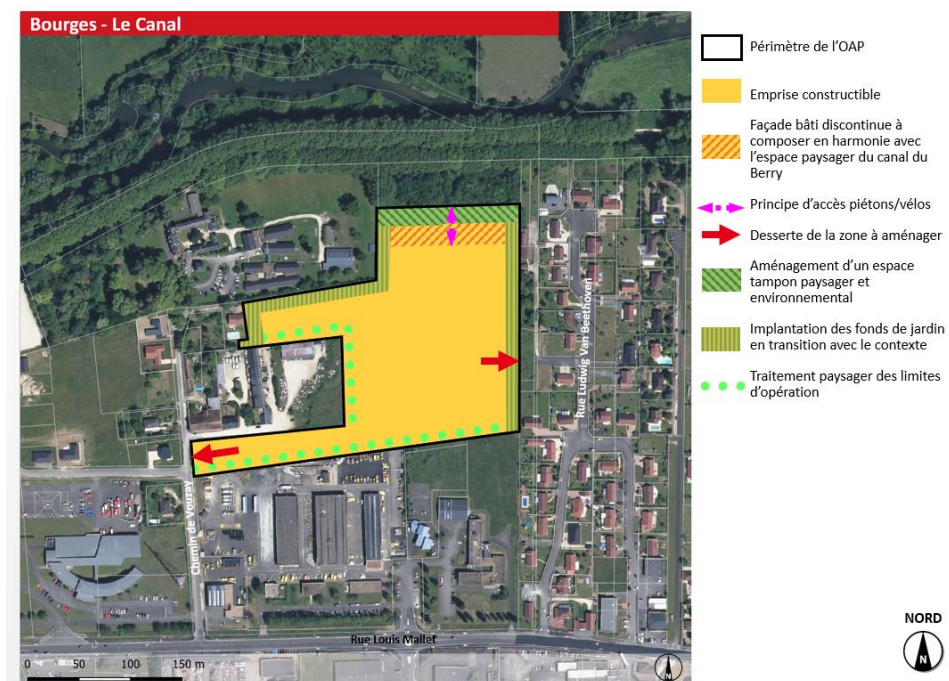 Bourges - Le Canal
Périmètre de l'OAP
Emprise constructible
Façade bâti discontinue à
composer en harmonie avec
l'espace paysager du canal du
Berry
Principe d'accès piétons/vélos
Desserte de la zone à aménager
Aménagement d'un espace
tampon paysager et
environnemental
Implantation des fonds de jardin
en transition avec le contexte
Traitement paysager des limites
d'opération
Rue Ludwig Van Beethoven
Chemin de Vouzay
Rue Louis Mallet
0 50 100 150 m
N
NORD
N